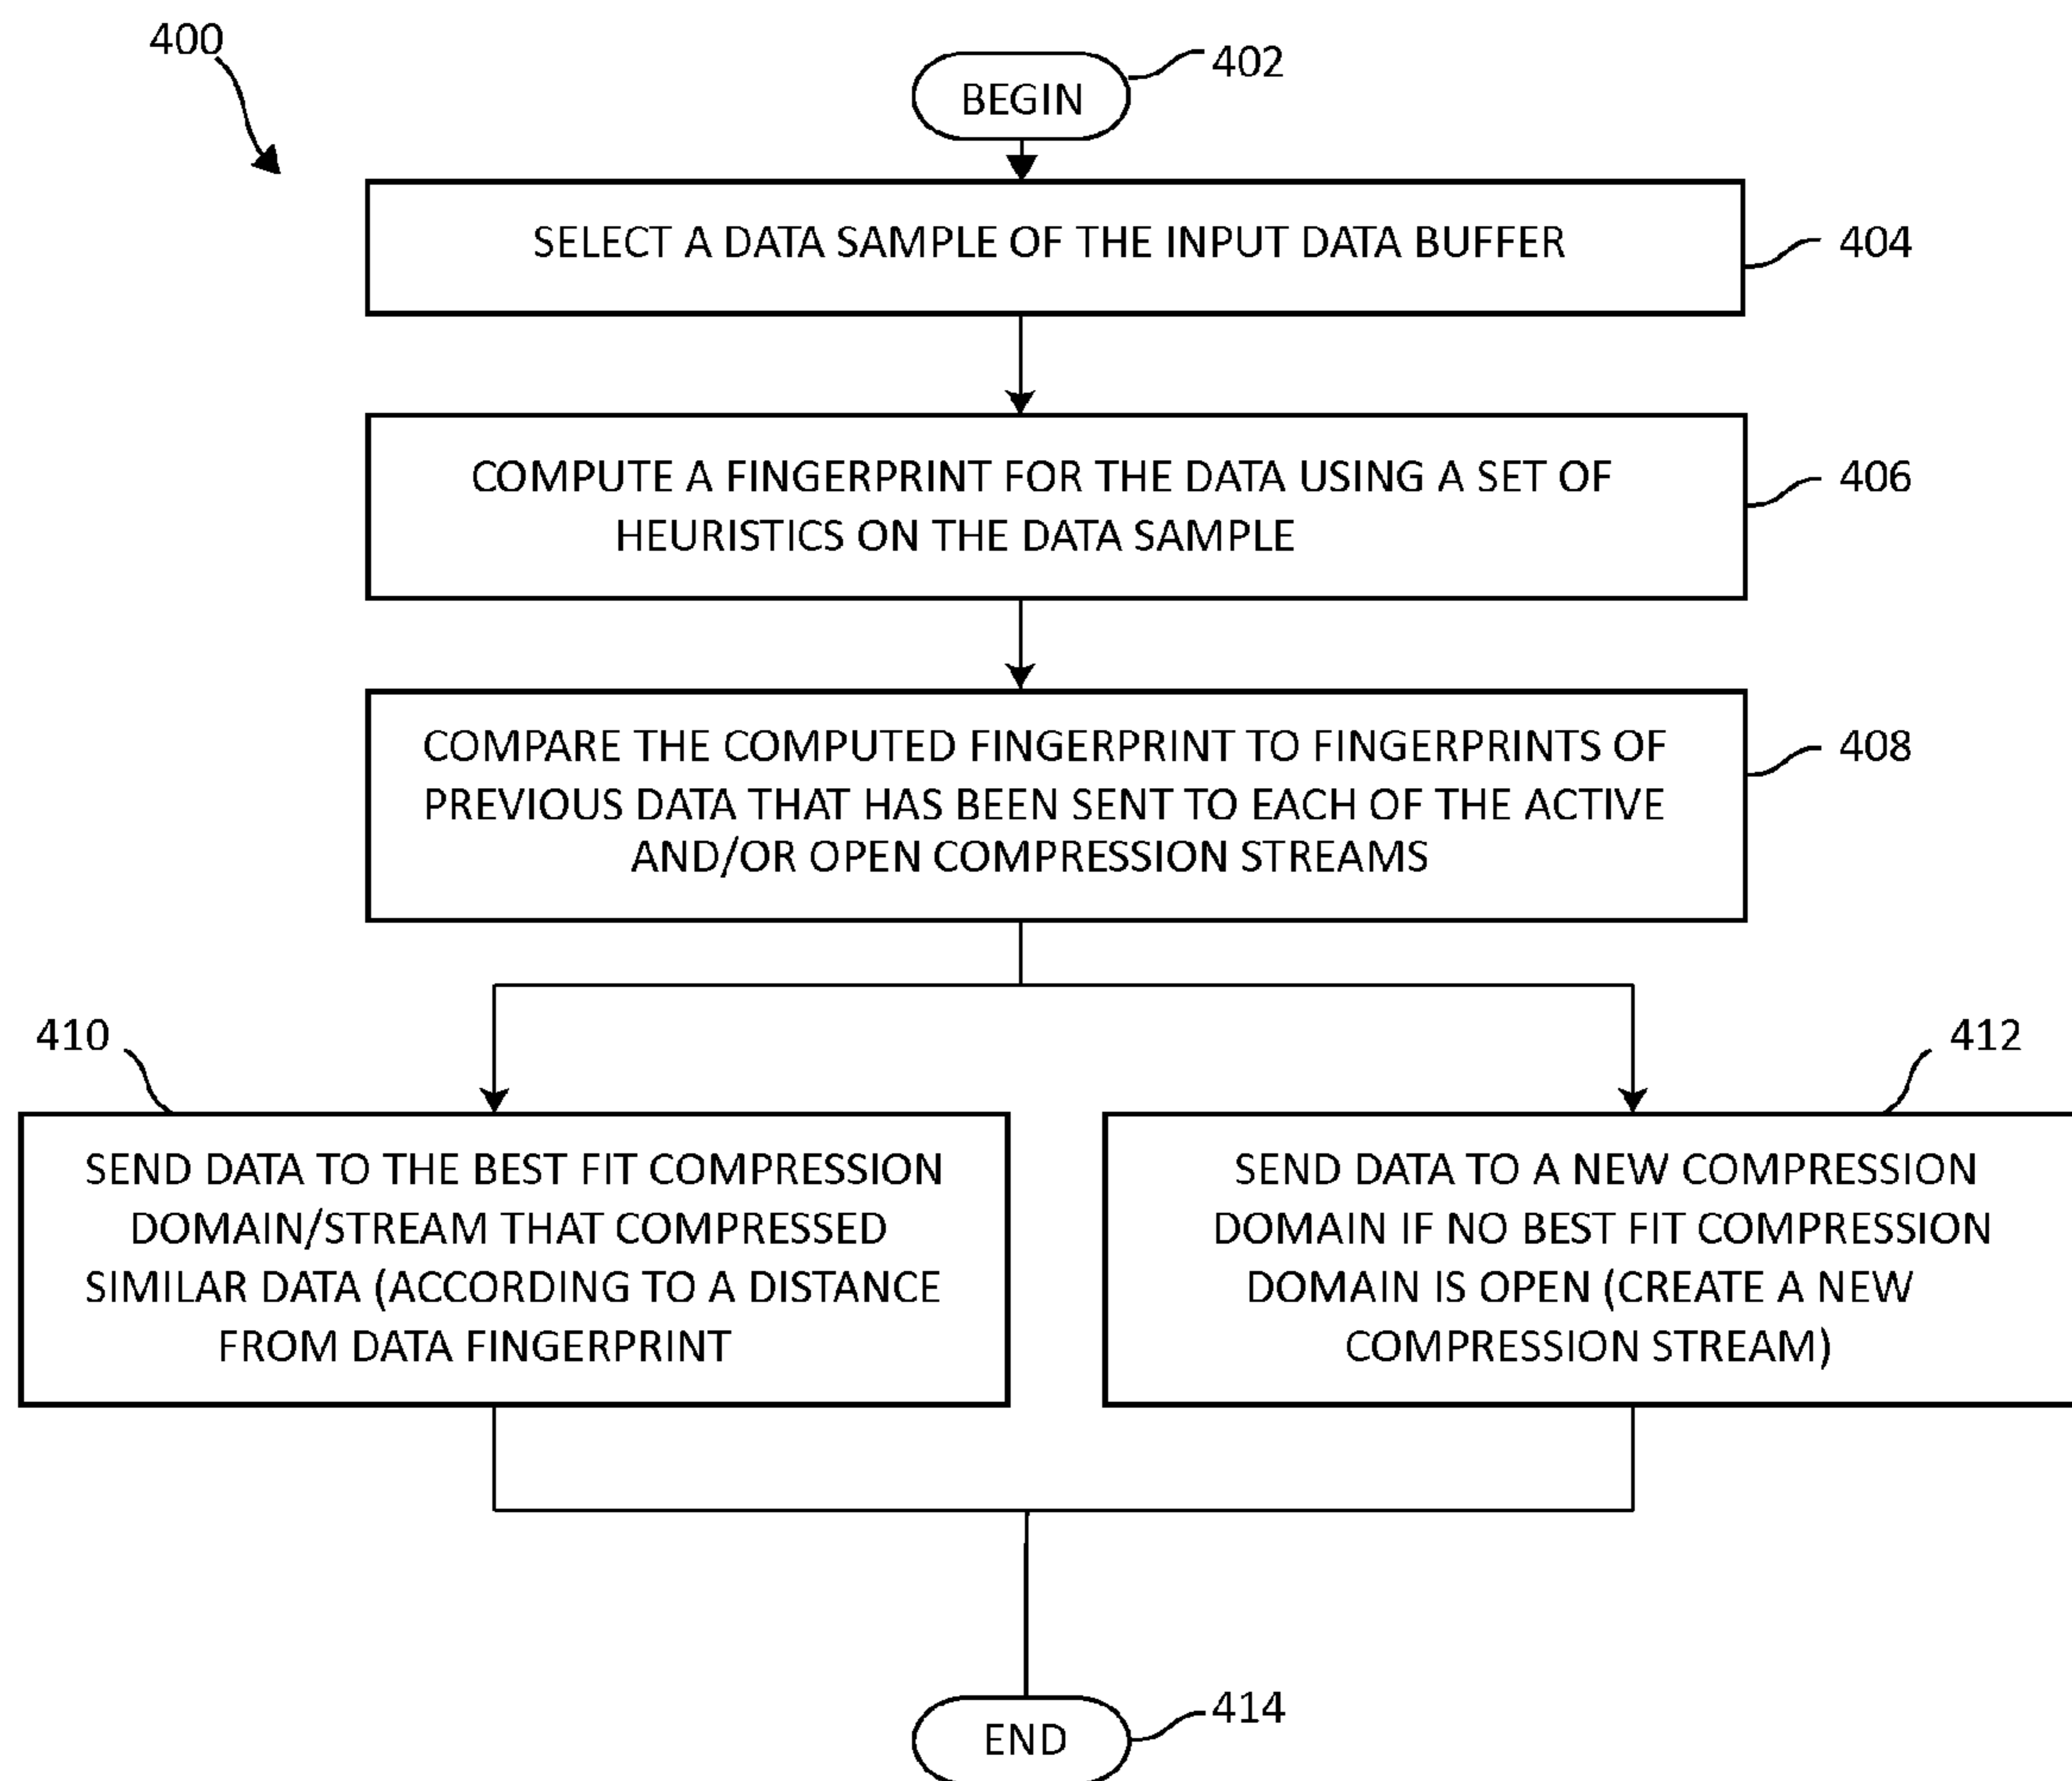 400
BEGIN
402
SELECT A DATA SAMPLE OF THE INPUT DATA BUFFER
404
COMPUTE A FINGERPRINT FOR THE DATA USING A SET OF
HEURISTICS ON THE DATA SAMPLE
406
COMPARE THE COMPUTED FINGERPRINT TO FINGERPRINTS OF
PREVIOUS DATA THAT HAS BEEN SENT TO EACH OF THE ACTIVE
AND/OR OPEN COMPRESSION STREAMS
408
410
SEND DATA TO THE BEST FIT COMPRESSION
DOMAIN/STREAM THAT COMPRESSED
SIMILAR DATA (ACCORDING TO A DISTANCE
FROM DATA FINGERPRINT
412
SEND DATA TO A NEW COMPRESSION
DOMAIN IF NO BEST FIT COMPRESSION
DOMAIN IS OPEN (CREATE A NEW
COMPRESSION STREAM)
END
414